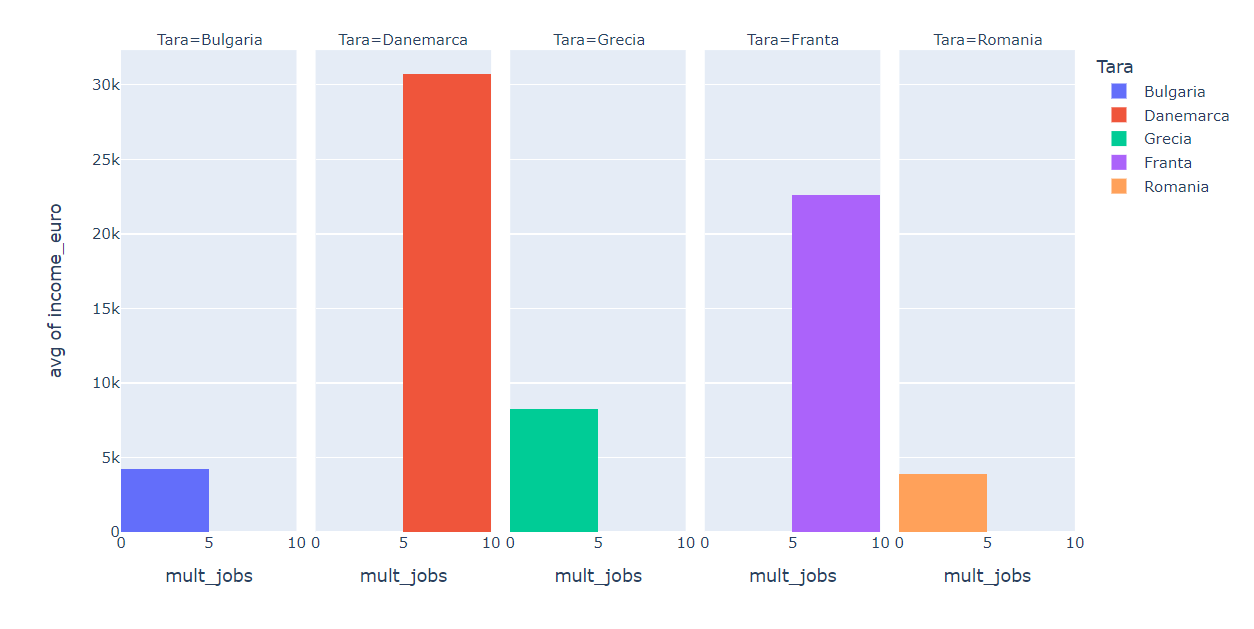 Tara=Bulgaria
Tara=Danemarca
Tara=Grecia
Tara=Franta
Tara=Romania
Tara
Bulgaria
Danemarca
Grecia
Franta
Romania
avg of income_euro
30k
25k
20k
15k
10k
5k
0
0 5 10
0 5 10
0 5 10
0 5 10
0 5 10
mult_jobs
mult_jobs
mult_jobs
mult_jobs
mult_jobs